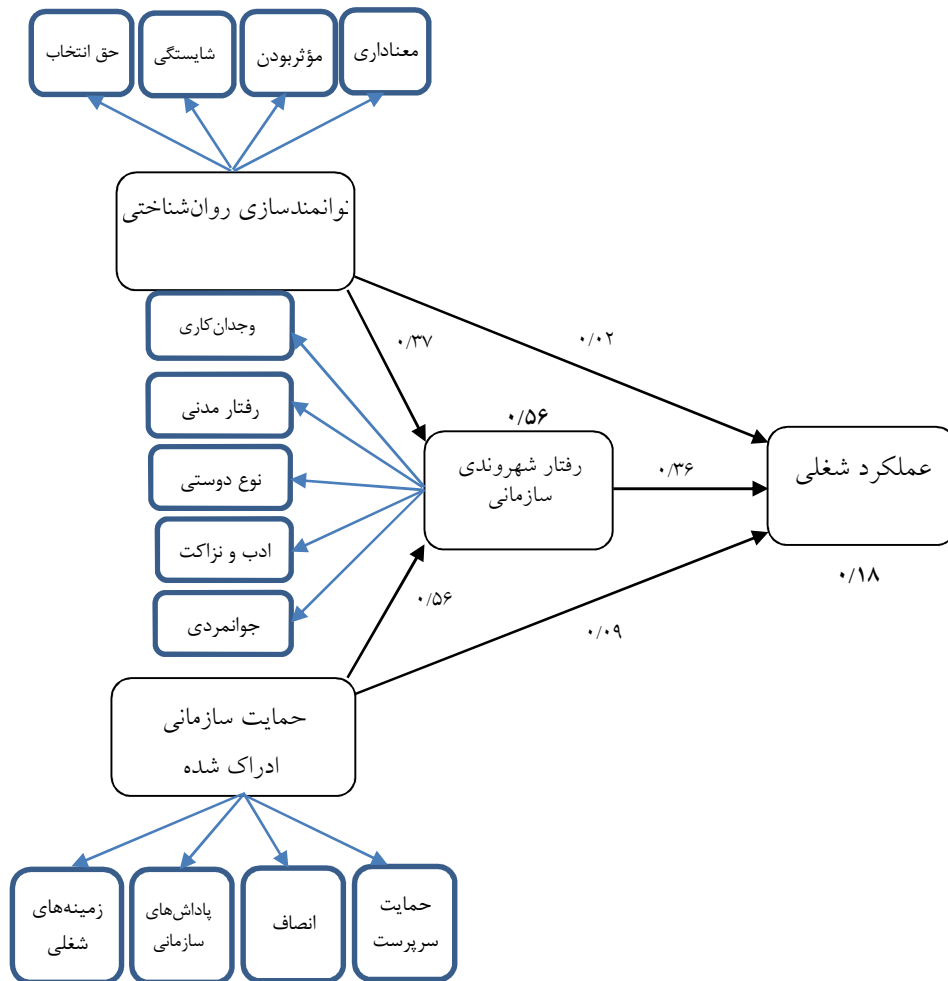 معناداری
مؤثربودن
شایستگی
حق انتخاب
توانمندسازی روان‌شناختی
وجدان‌کاری
رفتار مدنی
نوع دوستی
ادب و نزاکت
جوانمردی
۰/۳۷
۰/۰۲
۰/۵۶
رفتار شهروندی
سازمانی
۰/۳۶
عملکرد شغلی
۰/۱۸
۰/۵۶
۰/۰۹
حمایت سازمانی
ادراک شده
حمایت
سرپرست
انصاف
پاداش‌های
سازمانی
زمینه‌های
شغلی